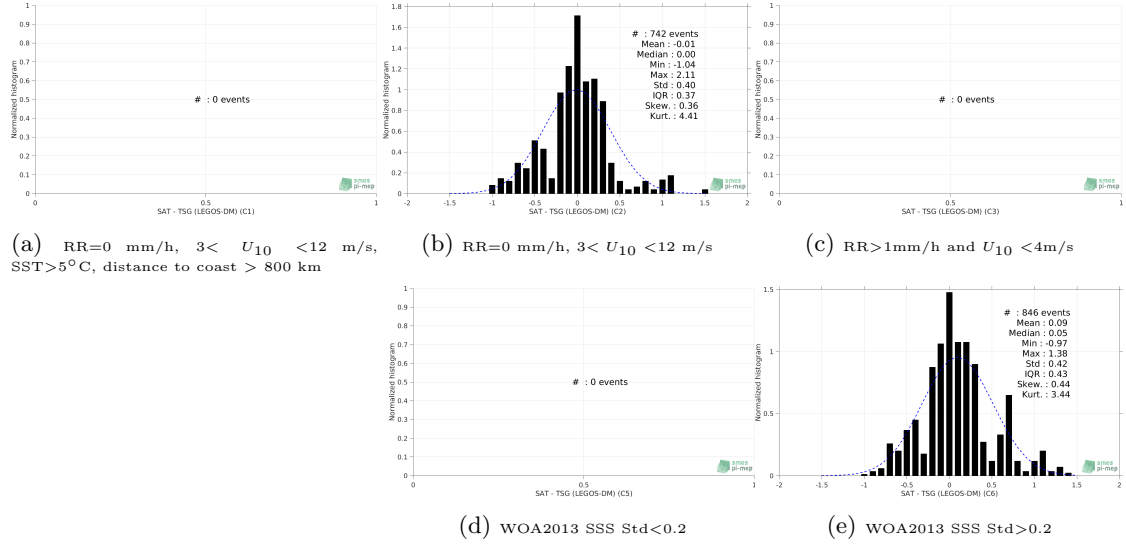 1
0.9
0.8
0.7
0.6
0.5
0.4
0.3
0.2
0.1
0
Normalized histogram
# : 0 events
smos
pi-mep
0 0.5 1
SAT - TSG (LEGOS-DM) (C1)
(a) RR=0 mm/h, 3< U10 <12 m/s,
SST>5°C, distance to coast > 800 km
1.8
1.6
1.4
1.2
1
0.8
0.6
0.4
0.2
0
Normalized histogram
# : 742 events
Mean : -0.01
Median : 0.00
Min : -1.04
Max : 2.11
Std : 0.40
IQR : 0.37
Skew. : 0.36
Kurt. : 4.41
smos
pi-mep
-2 -1.5 -1 -0.5 0 0.5 1 1.5 2
SAT - TSG (LEGOS-DM) (C2)
(b) RR=0 mm/h, 3< U10 <12 m/s
1
0.9
0.8
0.7
0.6
0.5
0.4
0.3
0.2
0.1
0
Normalized histogram
# : 0 events
smos
pi-mep
0 0.5 1
SAT - TSG (LEGOS-DM) (C3)
(c) RR>1mm/h and U10 <4m/s
1
0.9
0.8
0.7
0.6
0.5
0.4
0.3
0.2
0.1
0
Normalized histogram
# : 0 events
smos
pi-mep
0 0.5 1
SAT - TSG (LEGOS-DM) (C5)
(d) WOA2013 SSS Std<0.2
1.5
1
0.5
0
Normalized histogram
# : 846 events
Mean : 0.09
Median : 0.05
Min : -0.97
Max : 1.38
Std : 0.42
IQR : 0.43
Skew. : 0.44
Kurt. : 3.44
smos
pi-mep
-2 -1.5 -1 -0.5 0 0.5 1 1.5 2
SAT - TSG (LEGOS-DM) (C6)
(e) WOA2013 SSS Std>0.2